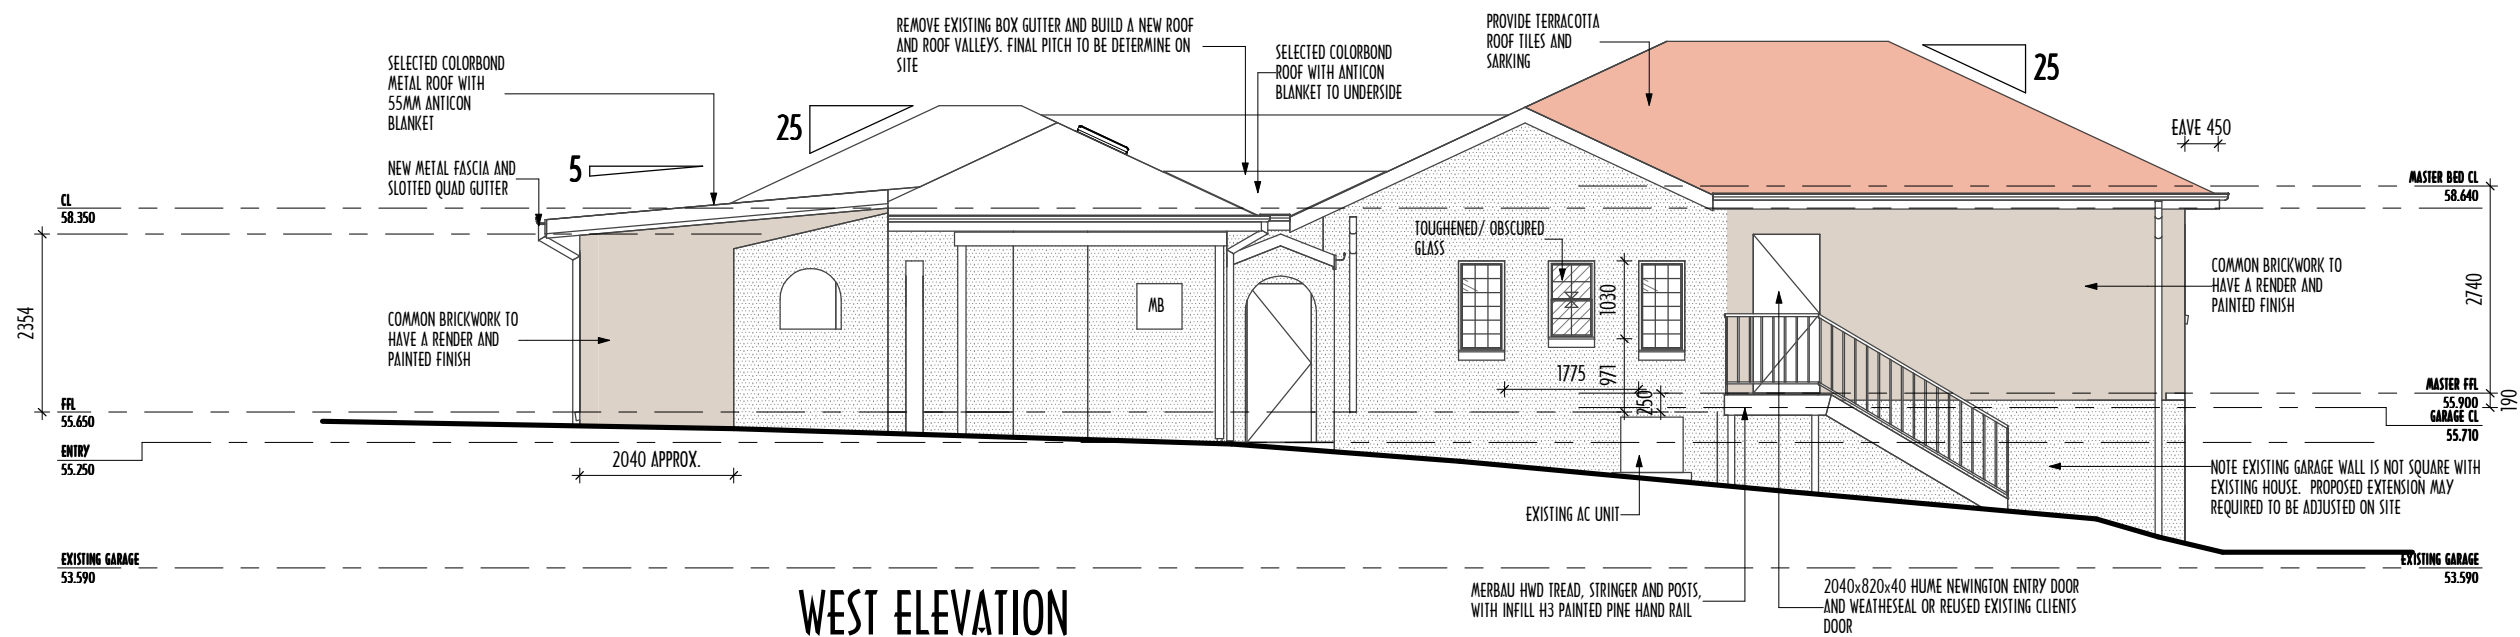 REMOVE EXISTING BOX GUTTER AND BUILD A NEW ROOF
AND ROOF VALLEYS. FINAL PITCH TO BE DETERMINE ON
SITE
PROVIDE TERRACOTTA
ROOF TILES AND
SARKING
SELECTED COLORBOND
METAL ROOF WITH
55MM ANTICON
BLANKET
SELECTED COLORBOND
ROOF WITH ANTICON
BLANKET TO UNDERSIDE
25
25
5
EAVE 450
NEW METAL FASCIA AND
SLOTTED QUAD GUTTER
CL
58.350
MASTER BED CL
58.640
TOUGHENED/ OBSCURED
GLASS
COMMON BRICKWORK TO
HAVE A RENDER AND
PAINTED FINISH
2740
2354
1030
MB
COMMON BRICKWORK TO
HAVE A RENDER AND
PAINTED FINISH
1775
971
250
MASTER FFL
55.900
190
FFL
55.650
GARAGE CL
55.710
ENTRY
55.250
2040 APPROX.
NOTE EXISTING GARAGE WALL IS NOT SQUARE WITH
EXISTING HOUSE. PROPOSED EXTENSION MAY
REQUIRED TO BE ADJUSTED ON SITE
EXISTING AC UNIT
EXISTING GARAGE
53.590
EXISTING GARAGE
53.590
MERBAU HWD TREAD, STRINGER AND POSTS,
WITH INFILL H3 PAINTED PINE HAND RAIL
2040x820x40 HUME NEWINGTON ENTRY DOOR
AND WEATHESEAL OR REUSED EXISTING CLIENTS
DOOR
WEST ELEVATION